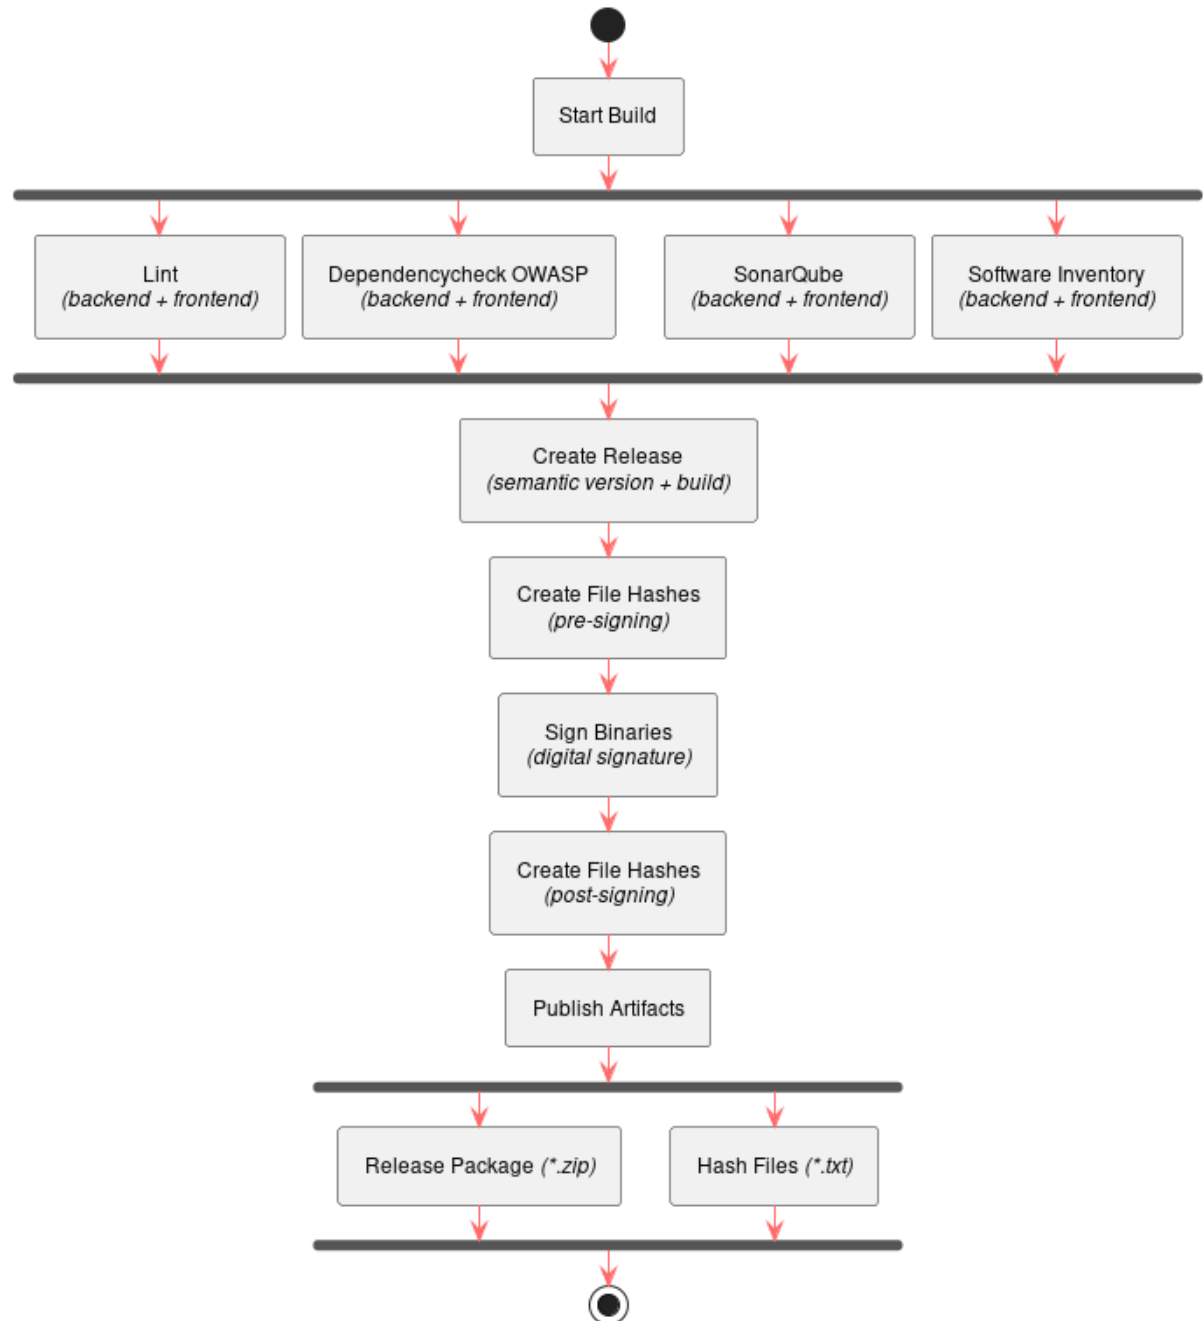 Start Build
Lint
(backend + frontend)
Dependencycheck OWASP
(backend + frontend)
SonarQube
(backend + frontend)
Software Inventory
(backend + frontend)
Create Release
(semantic version + build)
Create File Hashes
(pre-signing)
Sign Binaries
(digital signature)
Create File Hashes
(post-signing)
Publish Artifacts
Release Package (*.zip)
Hash Files (*.txt)